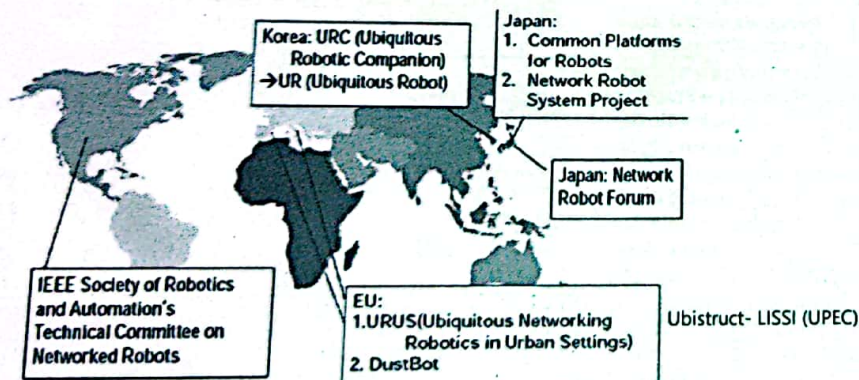 Korea: URC (Ubiquitous
Robotic Companion)
→UR (Ubiquitous Robot)
Japan:
1. Common Platforms
for Robots
2. Network Robot
System Project
Japan: Network
Robot Forum
IEEE Society of Robotics
and Automation's
Technical Committee on
Networked Robots
EU:
1.URUS(Ubiquitous Networking
Robotics in Urban Settings)
2. DustBot
Ubistruct- LISSI (UPEC)